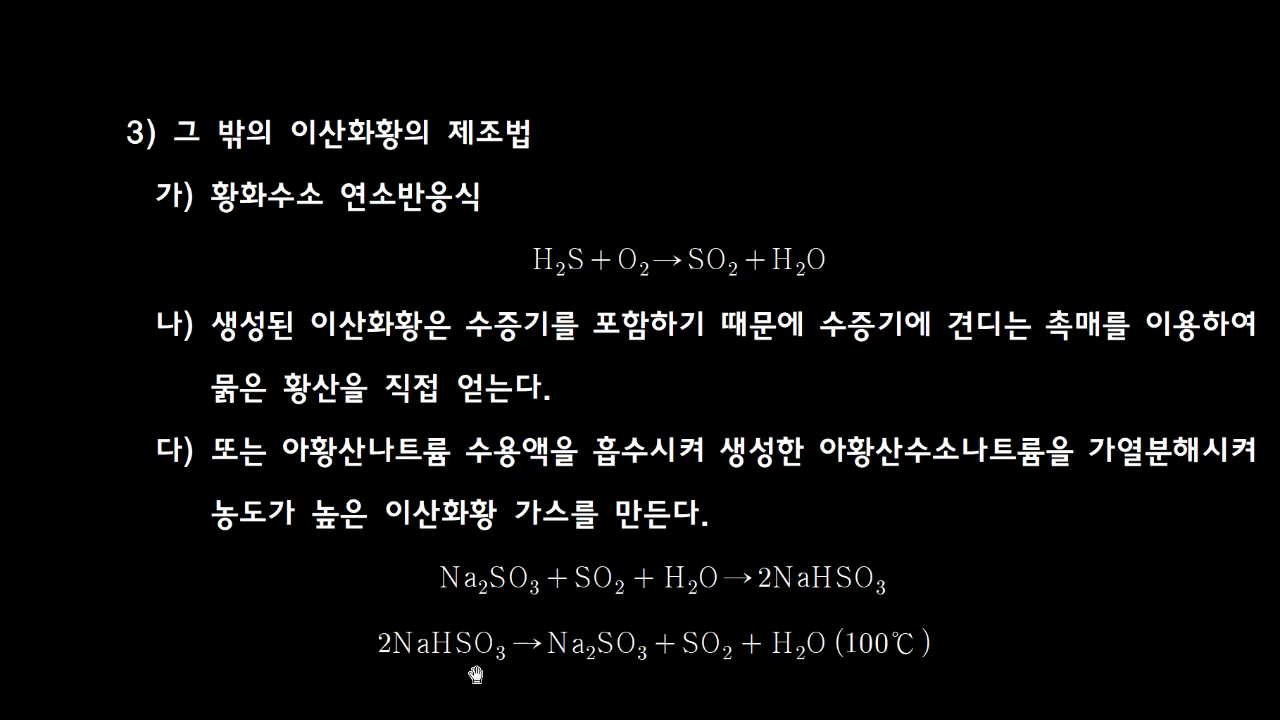 3) 그 밖의 이산화황의 제조법
가) 황화수소 연소반응식
H₂S+O₂→SO₂+H₂O
나) 생성된 이산화황은 수증기를 포함하기 때문에 수증기에 견디는 촉매를 이용하여
묽은 황산을 직접 얻는다.
다) 또는 아황산나트륨 수용액을 흡수시켜 생성한 아황산수소나트륨을 가열분해시켜
농도가 높은 이산화황 가스를 만든다.
Na₂SO₃+SO₂+H₂O→2NaHSO₃
2NaHSO₃→Na₂SO₃+SO₂+H₂O (100℃)